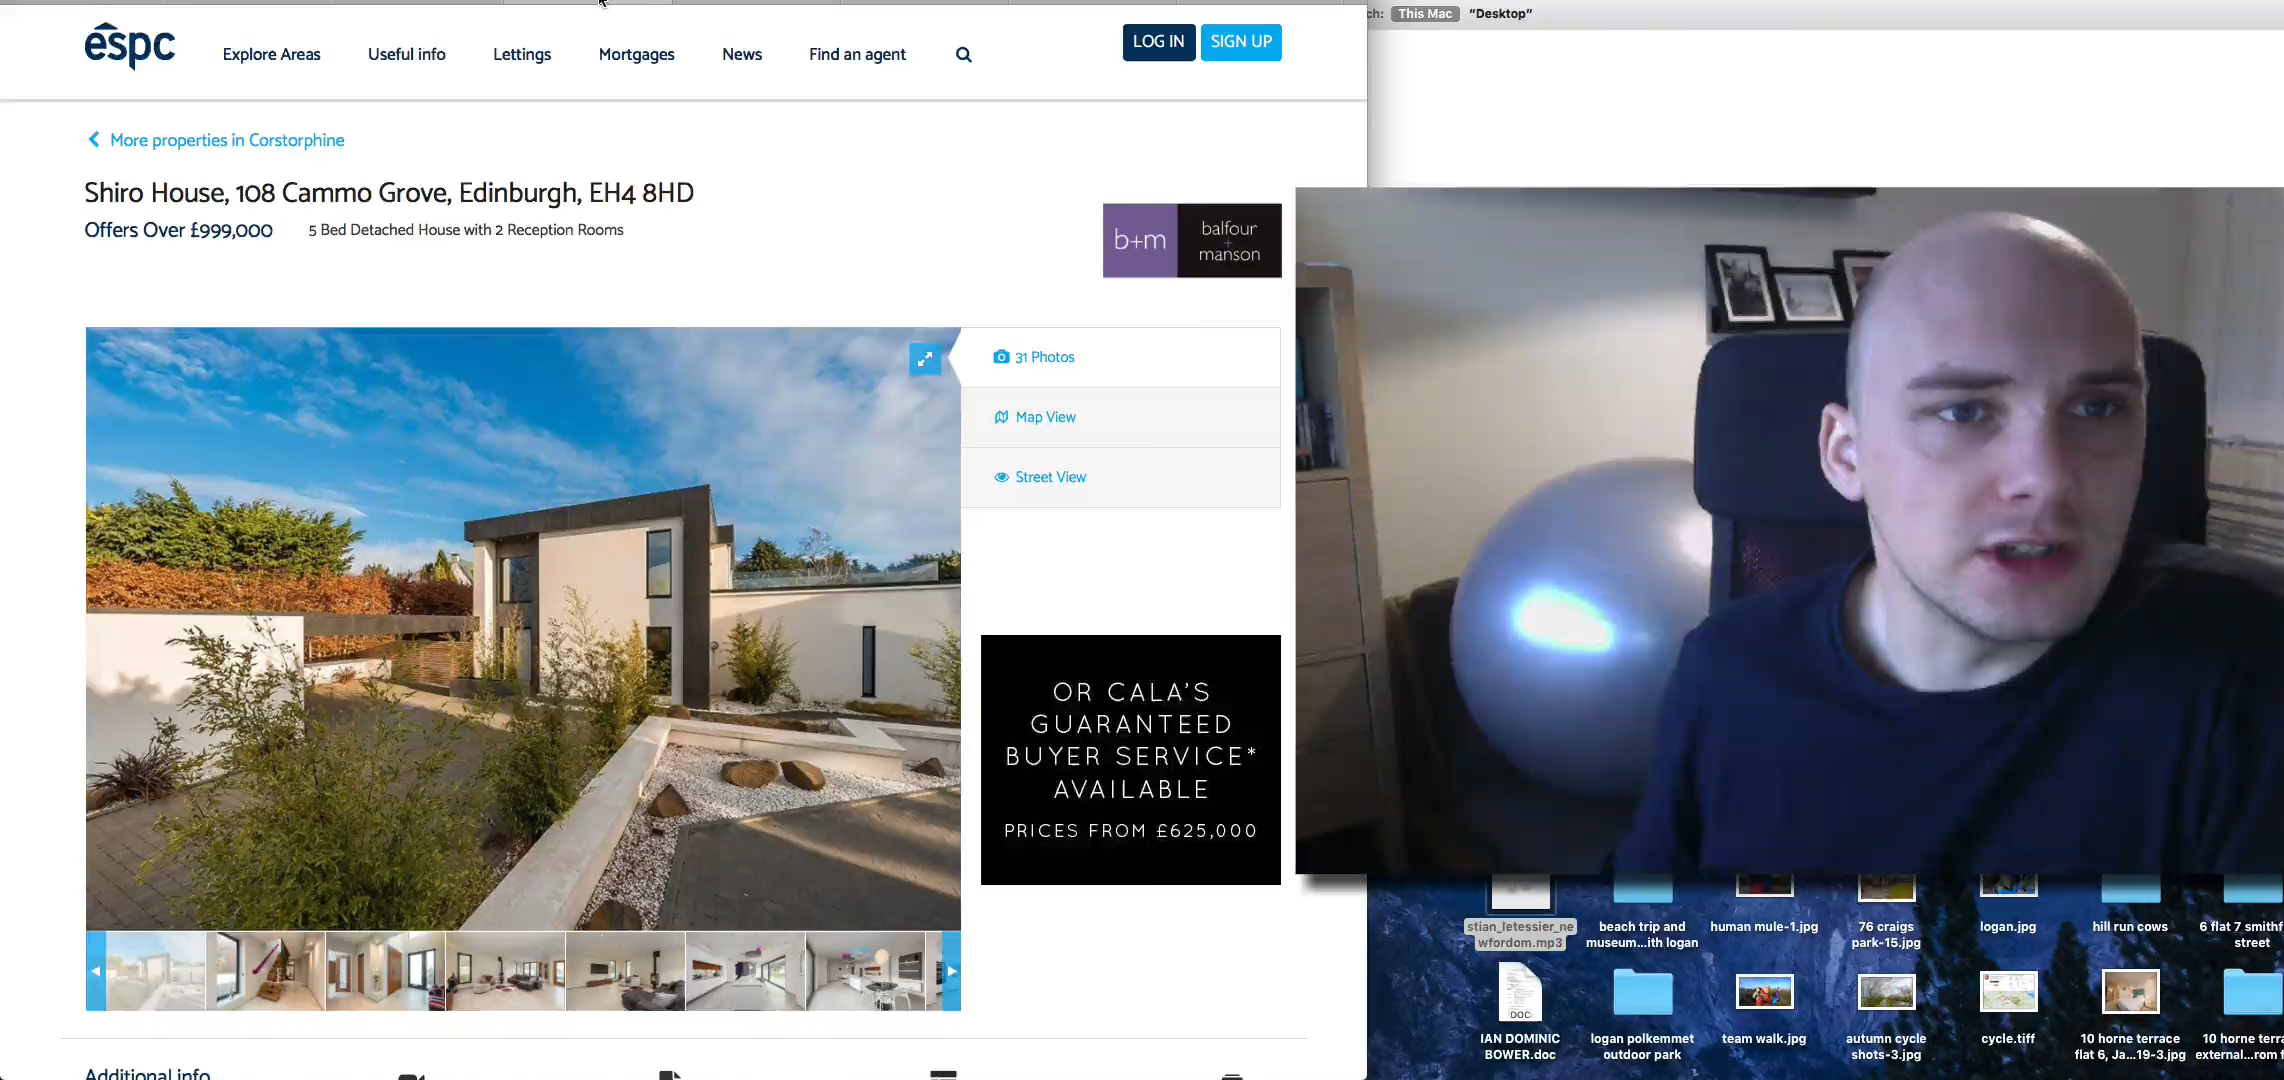 ch: This Mac "Desktop"
espc Explore Areas Useful info Lettings Mortgages News Find an agent LOG IN SIGN UP
More properties in Corstorphine
Shiro House, 108 Cammo Grove, Edinburgh, EH4 8HD
Offers Over £999,000 5 Bed Detached House with 2 Reception Rooms
b+m balfour
+
manson
31 Photos
Map View
Street View
OR CALA'S
GUARANTEED
BUYER SERVICE*
AVAILABLE
PRICES FROM £625,000
stian_letessier_ne
wfordom.mp3
beach trip and
museum...ith logan
human mule-1.jpg
76 craigs
park-15.jpg
logan.jpg
hill run cows
6 flat 7 smithf
street
DOC
IAN DOMINIC
BOWER.doc
logan polkemmet
outdoor park
team walk.jpg
autumn cycle
shots-3.jpg
cycle.tiff
10 horne terrace
flat 6, Ja...19-3.jpg
10 horne terra
external...rom f
Additional info